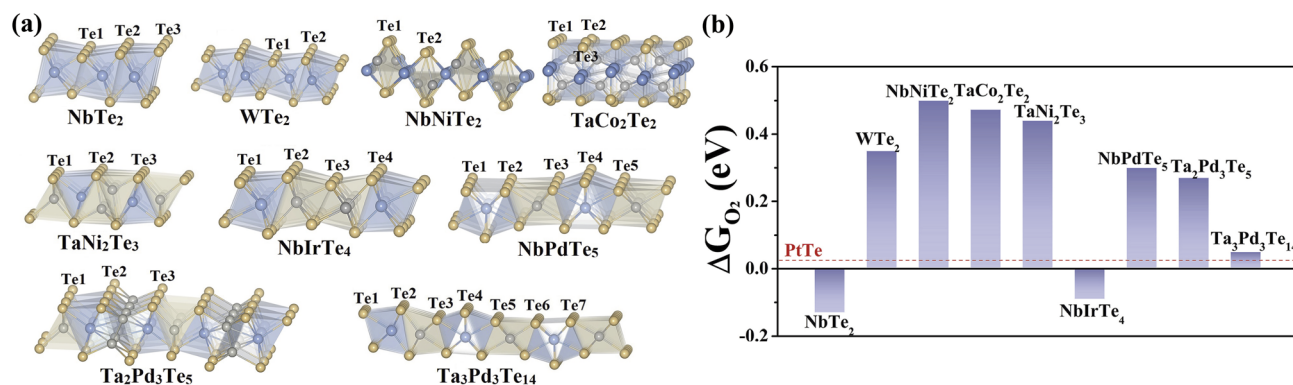 (a)
Te1 Te2 Te3
NbTe₂
Te1 Te2
WTe₂
Te1 Te2
NbNiTe₂
Te1 Te2
Te3
TaCo₂Te₂
Te1 Te2 Te3
TaNi₂Te₃
Te1 Te2 Te3 Te4
NbIrTe₄
Te1 Te2 Te3 Te4 Te5
NbPdTe₅
Te1 Te2 Te3
Ta₂Pd₃Te₅
Te1 Te2 Te3 Te4 Te5 Te6 Te7
Ta₃Pd₃Te₁₄
(b)
ΔG_O₂ (eV)
0.6
0.4
0.2
0.0
-0.2
PtTe
NbTe₂
WTe₂
NbNiTe₂
TaCo₂Te₂
TaNi₂Te₃
NbIrTe₄
NbPdTe₅
Ta₂Pd₃Te₅
Ta₃Pd₃Te₁₄